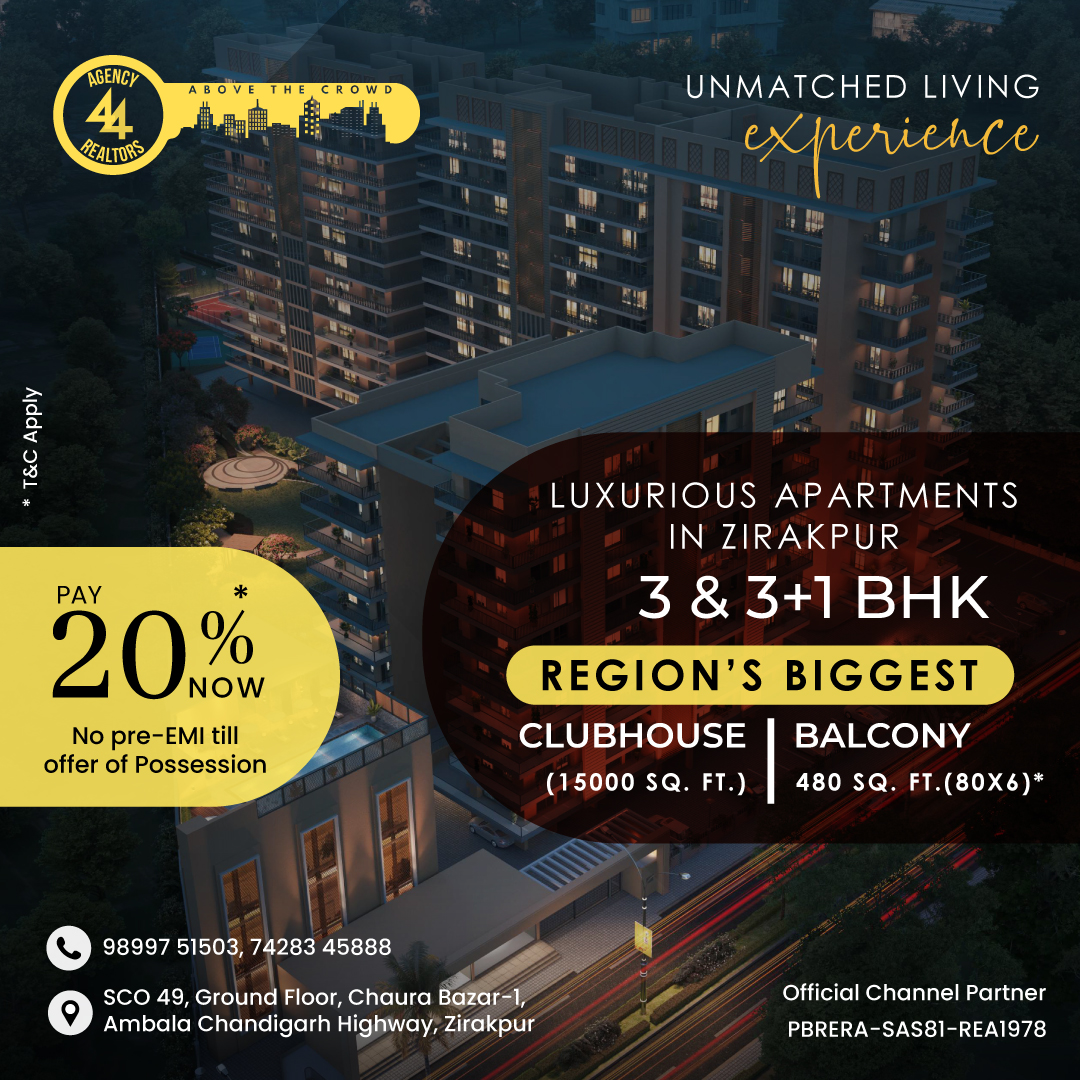 AGENCY
44
REALTORS
ABOVE THE CROWD
UNMATCHED LIVING
experience
* T&C Apply
LUXURIOUS APARTMENTS
IN ZIRAKPUR
3 & 3+1 BHK
REGION'S BIGGEST
CLUBHOUSE
(15000 SQ. FT.)
BALCONY
480 SQ. FT.(80X6)*
PAY
20%*
NOW
No pre-EMI till
offer of Possession
98997 51503, 74283 45888
SCO 49, Ground Floor, Chaura Bazar-1,
Ambala Chandigarh Highway, Zirakpur
Official Channel Partner
PBRERA-SAS81-REA1978